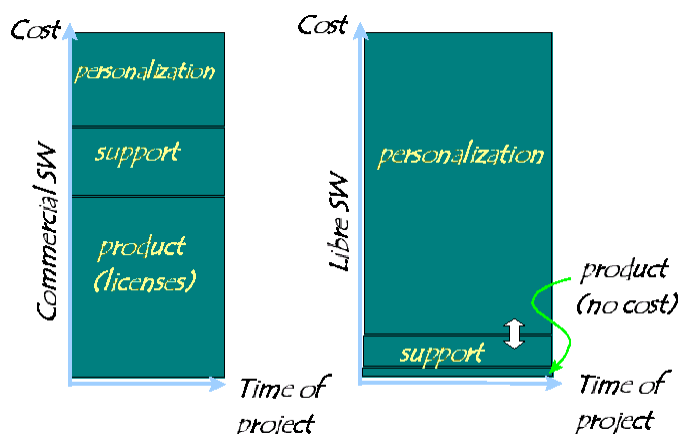 Cost
personalization
support
product
(licenses)
Commercial SW
Time of
project
Cost
personalization
support
Libre SW
product
(no cost)
Time of
project